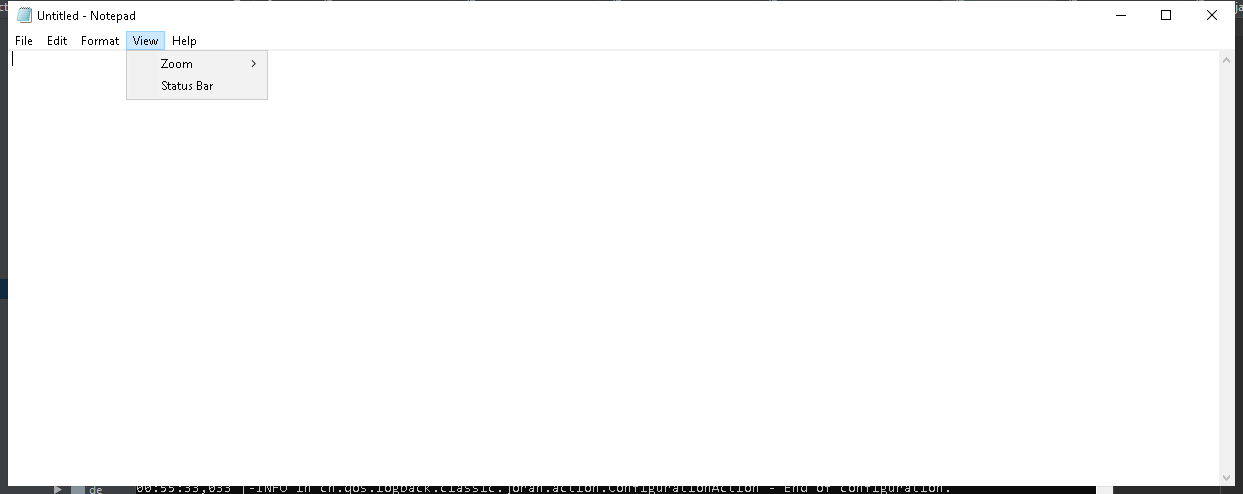 Untitled - Notepad
File Edit Format View Help
Zoom
Status Bar
de 00:55:33,033 |-INFO in ch.qos.logback.classic.joran.action.ConfigurationAction - End of configuration.